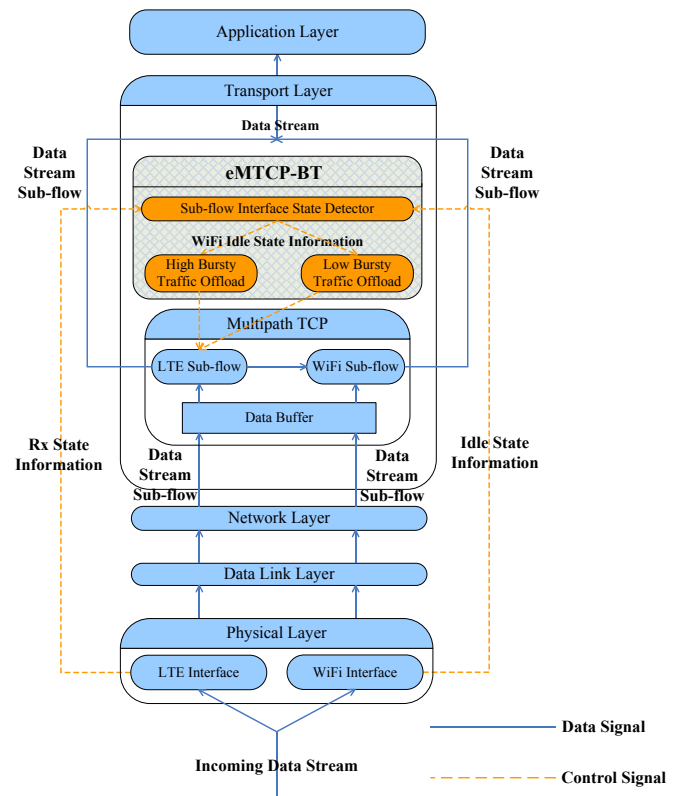 Application Layer
Transport Layer
Data Stream
Data
Stream
Sub-flow
Data
Stream
Sub-flow
eMTCP-BT
Sub-flow Interface State Detector
WiFi Idle State Information
High Bursty
Traffic Offload
Low Bursty
Traffic Offload
Multipath TCP
LTE Sub-flow
WiFi Sub-flow
Data Buffer
Rx State
Information
Idle State
Information
Data
Stream
Sub-flow
Data
Stream
Sub-flow
Network Layer
Data Link Layer
Physical Layer
LTE Interface
WiFi Interface
Incoming Data Stream
Data Signal
Control Signal